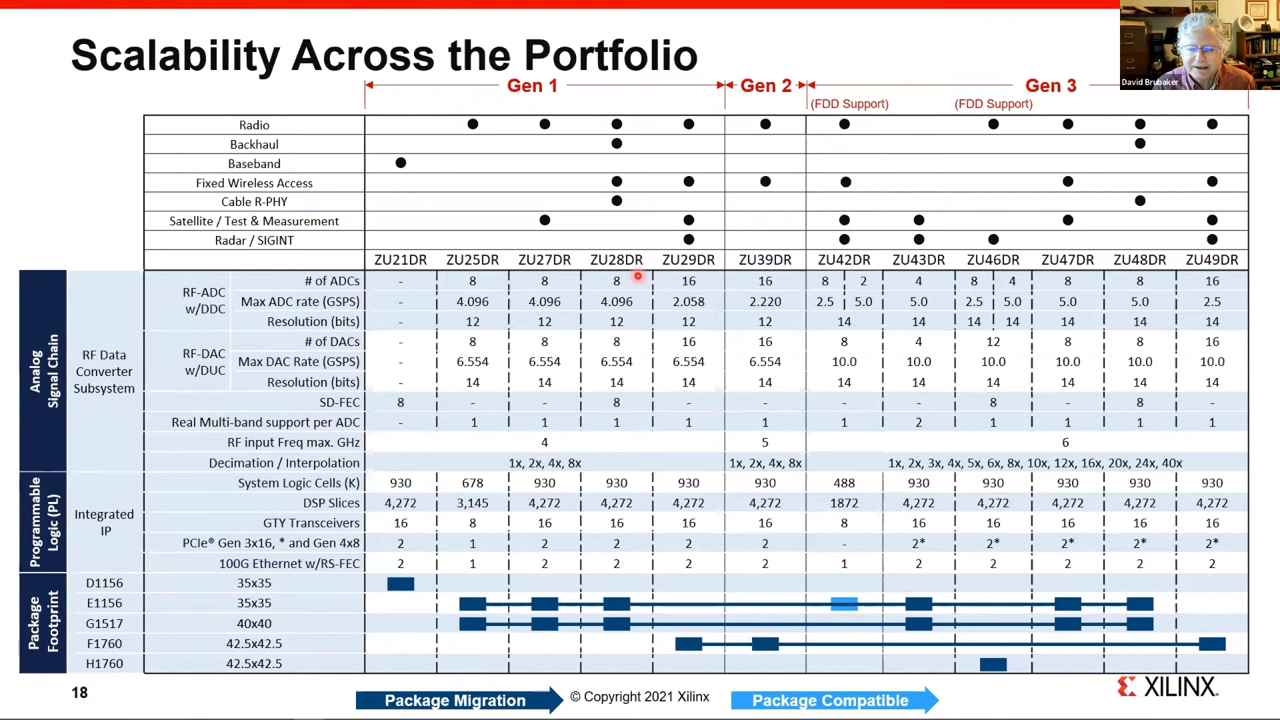 Scalability Across the Portfolio
David Brubaker
Gen 1 Gen 2 Gen 3
(FDD Support) (FDD Support)
Radio
Backhaul
Baseband
Fixed Wireless Access
Cable R-PHY
Satellite / Test & Measurement
Radar / SIGINT
ZU21DR ZU25DR ZU27DR ZU28DR ZU29DR ZU39DR ZU42DR ZU43DR ZU46DR ZU47DR ZU48DR ZU49DR
Analog Signal Chain
RF Data Converter Subsystem
RF-ADC w/DDC
# of ADCs - 8 8 8 16 16 8 2 4 8 4 8 8 16
Max ADC rate (GSPS) - 4.096 4.096 4.096 2.058 2.220 2.5 5.0 5.0 2.5 5.0 5.0 5.0 2.5
Resolution (bits) - 12 12 12 12 12 14 14 14 14 14 14 14
RF-DAC w/DUC
# of DACs - 8 8 8 16 16 8 4 12 8 8 16
Max DAC Rate (GSPS) - 6.554 6.554 6.554 6.554 6.554 10.0 10.0 10.0 10.0 10.0 10.0
Resolution (bits) - 14 14 14 14 14 14 14 14 14 14 14
SD-FEC 8 - - 8 - - - - 8 - 8 -
Real Multi-band support per ADC - 1 1 1 1 1 1 2 1 1 1 1
RF input Freq max. GHz 4 5 6
Decimation / Interpolation 1x, 2x, 4x, 8x 1x, 2x, 4x, 8x 1x, 2x, 3x, 4x, 5x, 6x, 8x, 10x, 12x, 16x, 20x, 24x, 40x
Programmable Logic (PL)
Integrated IP
System Logic Cells (K) 930 678 930 930 930 930 488 930 930 930 930 930
DSP Slices 4,272 3,145 4,272 4,272 4,272 4,272 1872 4,272 4,272 4,272 4,272 4,272
GTY Transceivers 16 8 16 16 16 16 8 16 16 16 16 16
PCIe® Gen 3x16, * and Gen 4x8 2 1 2 2 2 2 - 2* 2* 2* 2* 2*
100G Ethernet w/RS-FEC 2 1 2 2 2 2 1 2 2 2 2 2
Package Footprint
D1156 35x35
E1156 35x35
G1517 40x40
F1760 42.5x42.5
H1760 42.5x42.5
18
Package Migration
© Copyright 2021 Xilinx
Package Compatible
XILINX.